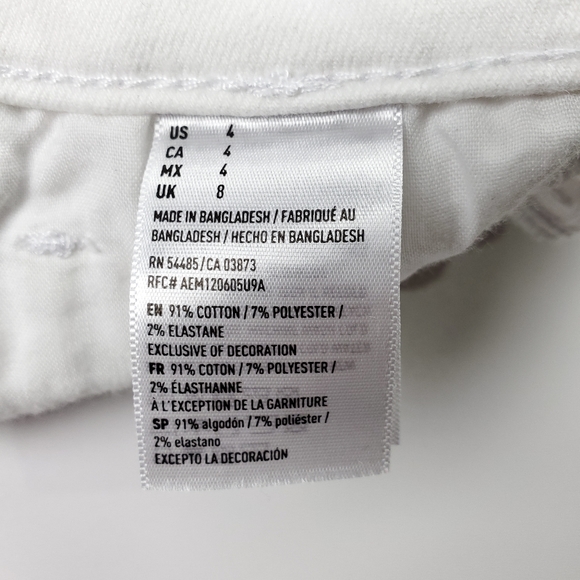 US 4
CA 4
MX 4
UK 8
MADE IN BANGLADESH / FABRIQUÉ AU
BANGLADESH / HECHO EN BANGLADESH
RN 54485/CA 03873
RFC# AEM120605U9A
EN 91% COTTON / 7% POLYESTER /
2% ELASTANE
EXCLUSIVE OF DECORATION
FR 91% COTON / 7% POLYESTER /
2% ÉLASTHANNE
À L'EXCEPTION DE LA GARNITURE
SP 91% algodón / 7% poliéster /
2% elastano
EXCEPTO LA DECORACIÓN